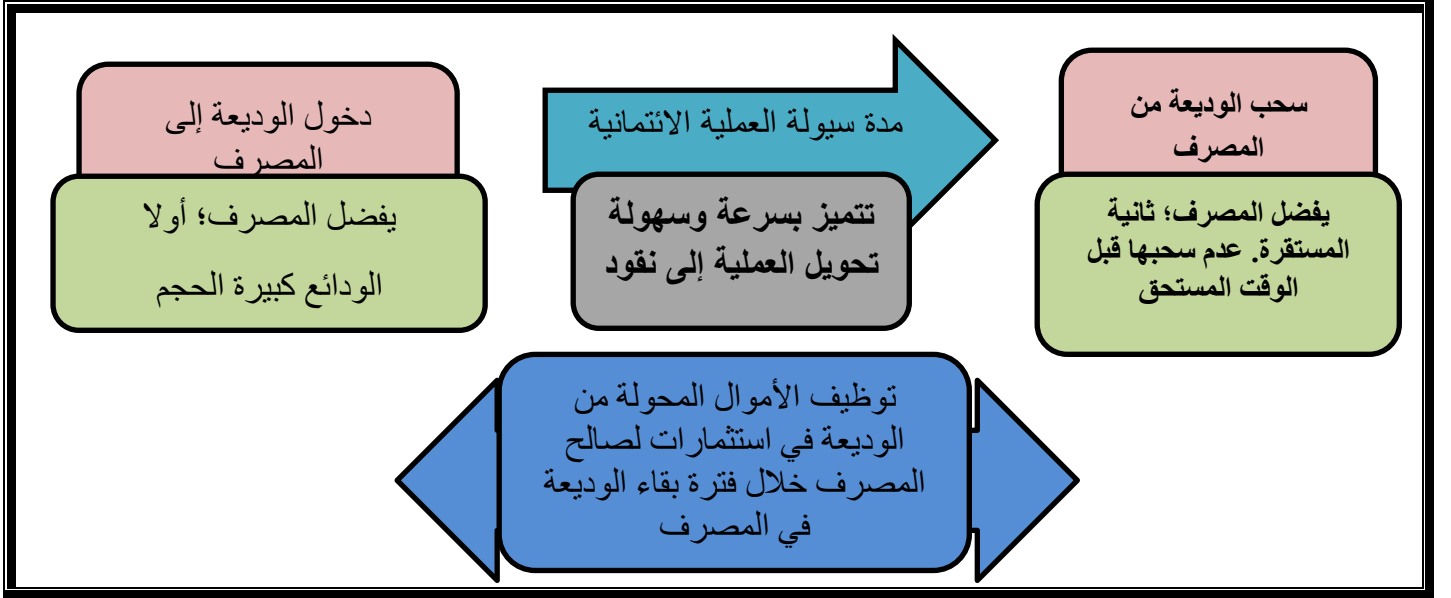 دخول الوديعة إلى
المصرف
يفضل المصرف؛ أولا
الودائع كبيرة الحجم
مدة سيولة العملية الائتمانية
تتميز بسرعة وسهولة
تحويل العملية إلى نقود
سحب الوديعة من
المصرف
يفضل المصرف؛ ثانية
المستقرة. عدم سحبها قبل
الوقت المستحق
توظيف الأموال المحولة من
الوديعة في استثمارات لصالح
المصرف خلال فترة بقاء الوديعة
في المصرف